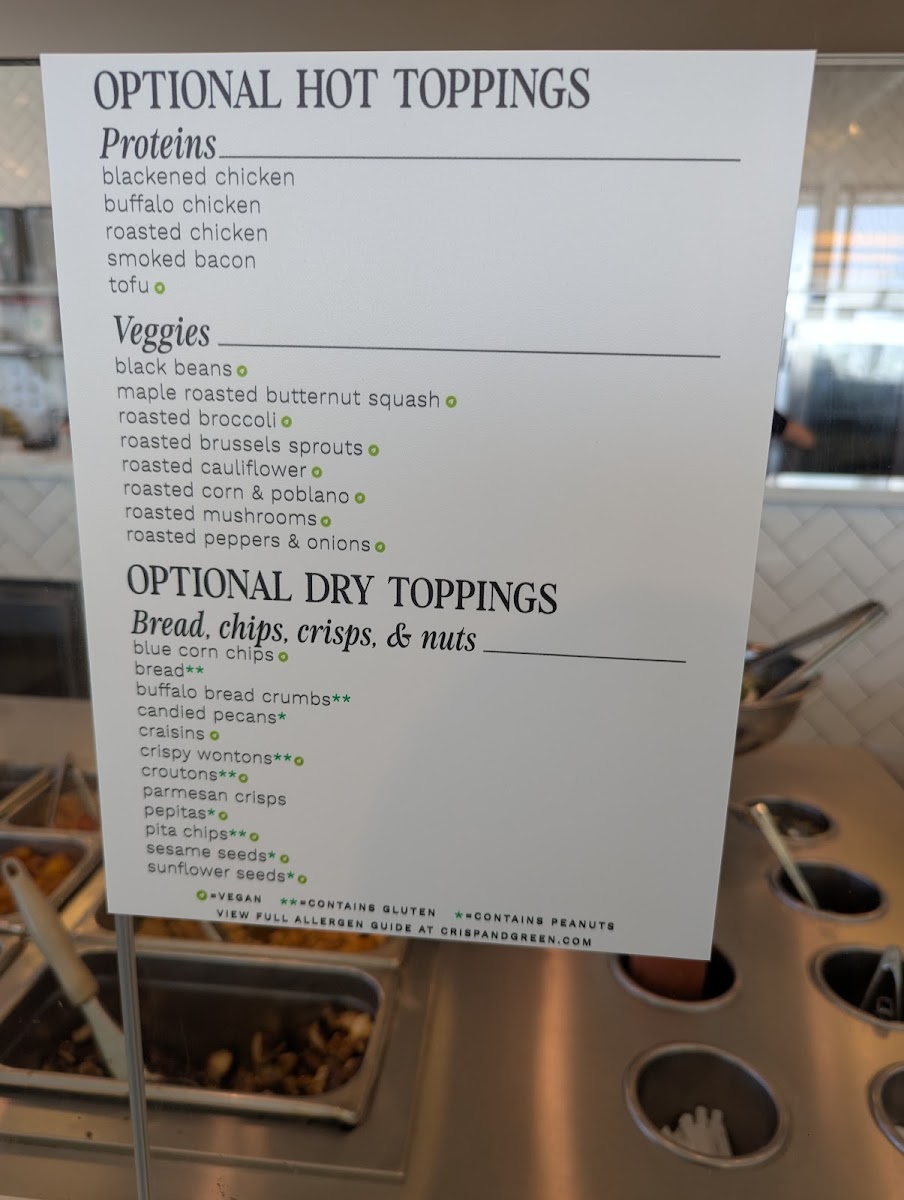 OPTIONAL HOT TOPPINGS
Proteins
blackened chicken
buffalo chicken
roasted chicken
smoked bacon
tofu
Veggies
black beans
maple roasted butternut squash
roasted broccoli
roasted brussels sprouts
roasted cauliflower
roasted corn & poblano
roasted mushrooms
roasted peppers & onions
OPTIONAL DRY TOPPINGS
Bread, chips, crisps, & nuts
blue corn chips
bread**
buffalo bread crumbs**
candied pecans*
craisins
crispy wontons**
croutons**
parmesan crisps
pepitas*
pita chips**
sesame seeds*
sunflower seeds*
=VEGAN **=CONTAINS GLUTEN *=CONTAINS PEANUTS
VIEW FULL ALLERGEN GUIDE AT CRISPANDGREEN.COM